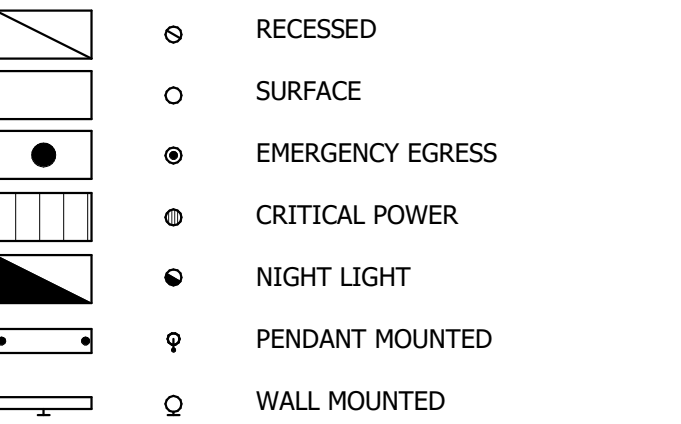 RECESSED
SURFACE
EMERGENCY EGRESS
CRITICAL POWER
NIGHT LIGHT
PENDANT MOUNTED
WALL MOUNTED